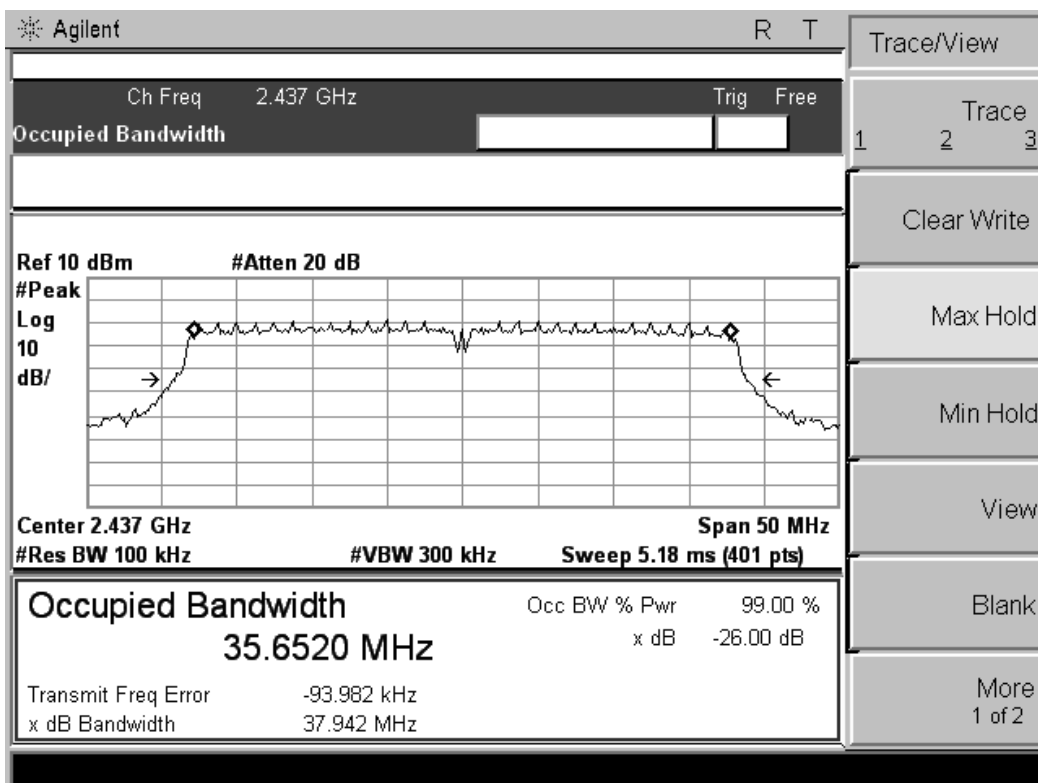 Agilent R T
Ch Freq 2.437 GHz Trig Free
Occupied Bandwidth
Ref 10 dBm #Atten 20 dB
#Peak
Log
10
dB/
Center 2.437 GHz Span 50 MHz
#Res BW 100 kHz #VBW 300 kHz Sweep 5.18 ms (401 pts)
Occupied Bandwidth Occ BW % Pwr 99.00 %
35.6520 MHz x dB -26.00 dB
Transmit Freq Error -93.982 kHz
x dB Bandwidth 37.942 MHz
Trace/View
Trace
1 2 3
Clear Write
Max Hold
Min Hold
View
Blank
More
1 of 2